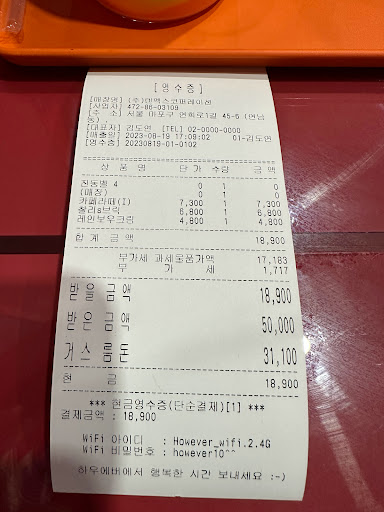 [영수증]
[매장명] (주)먼맥스코퍼레이션
[사업자] 472-86-03109
[주 소] 서울 마포구 연희로1길 45-6 (연남
동)
[대표자] 김도연 [TEL] 02-0000-0000
[매출일] 2023-08-19 17:09:02 01-김도연
[영수증] 20230819-01-0102
상 품 명 단 가 수량 금 액
진동벨 4 0 1 0
(매장) 0 1 0
카페라떼(I) 7,300 1 7,300
찰리s브릭 6,800 1 6,800
레인보우크림 4,800 1 4,800
합계 금액 18,900
부가세 과세물품가액 17,183
부 가 세 1,717
받을 금액 18,900
받은 금액 50,000
거스름돈 31,100
현 금 18,900
*** 현금영수증(단순결제)[1] ***
결제금액 : 18,900
WiFi 아이디 : However_wifi.2.4G
WiFi 비밀번호 : however10^^
하우에버에서 행복한 시간 보내세요 :-)